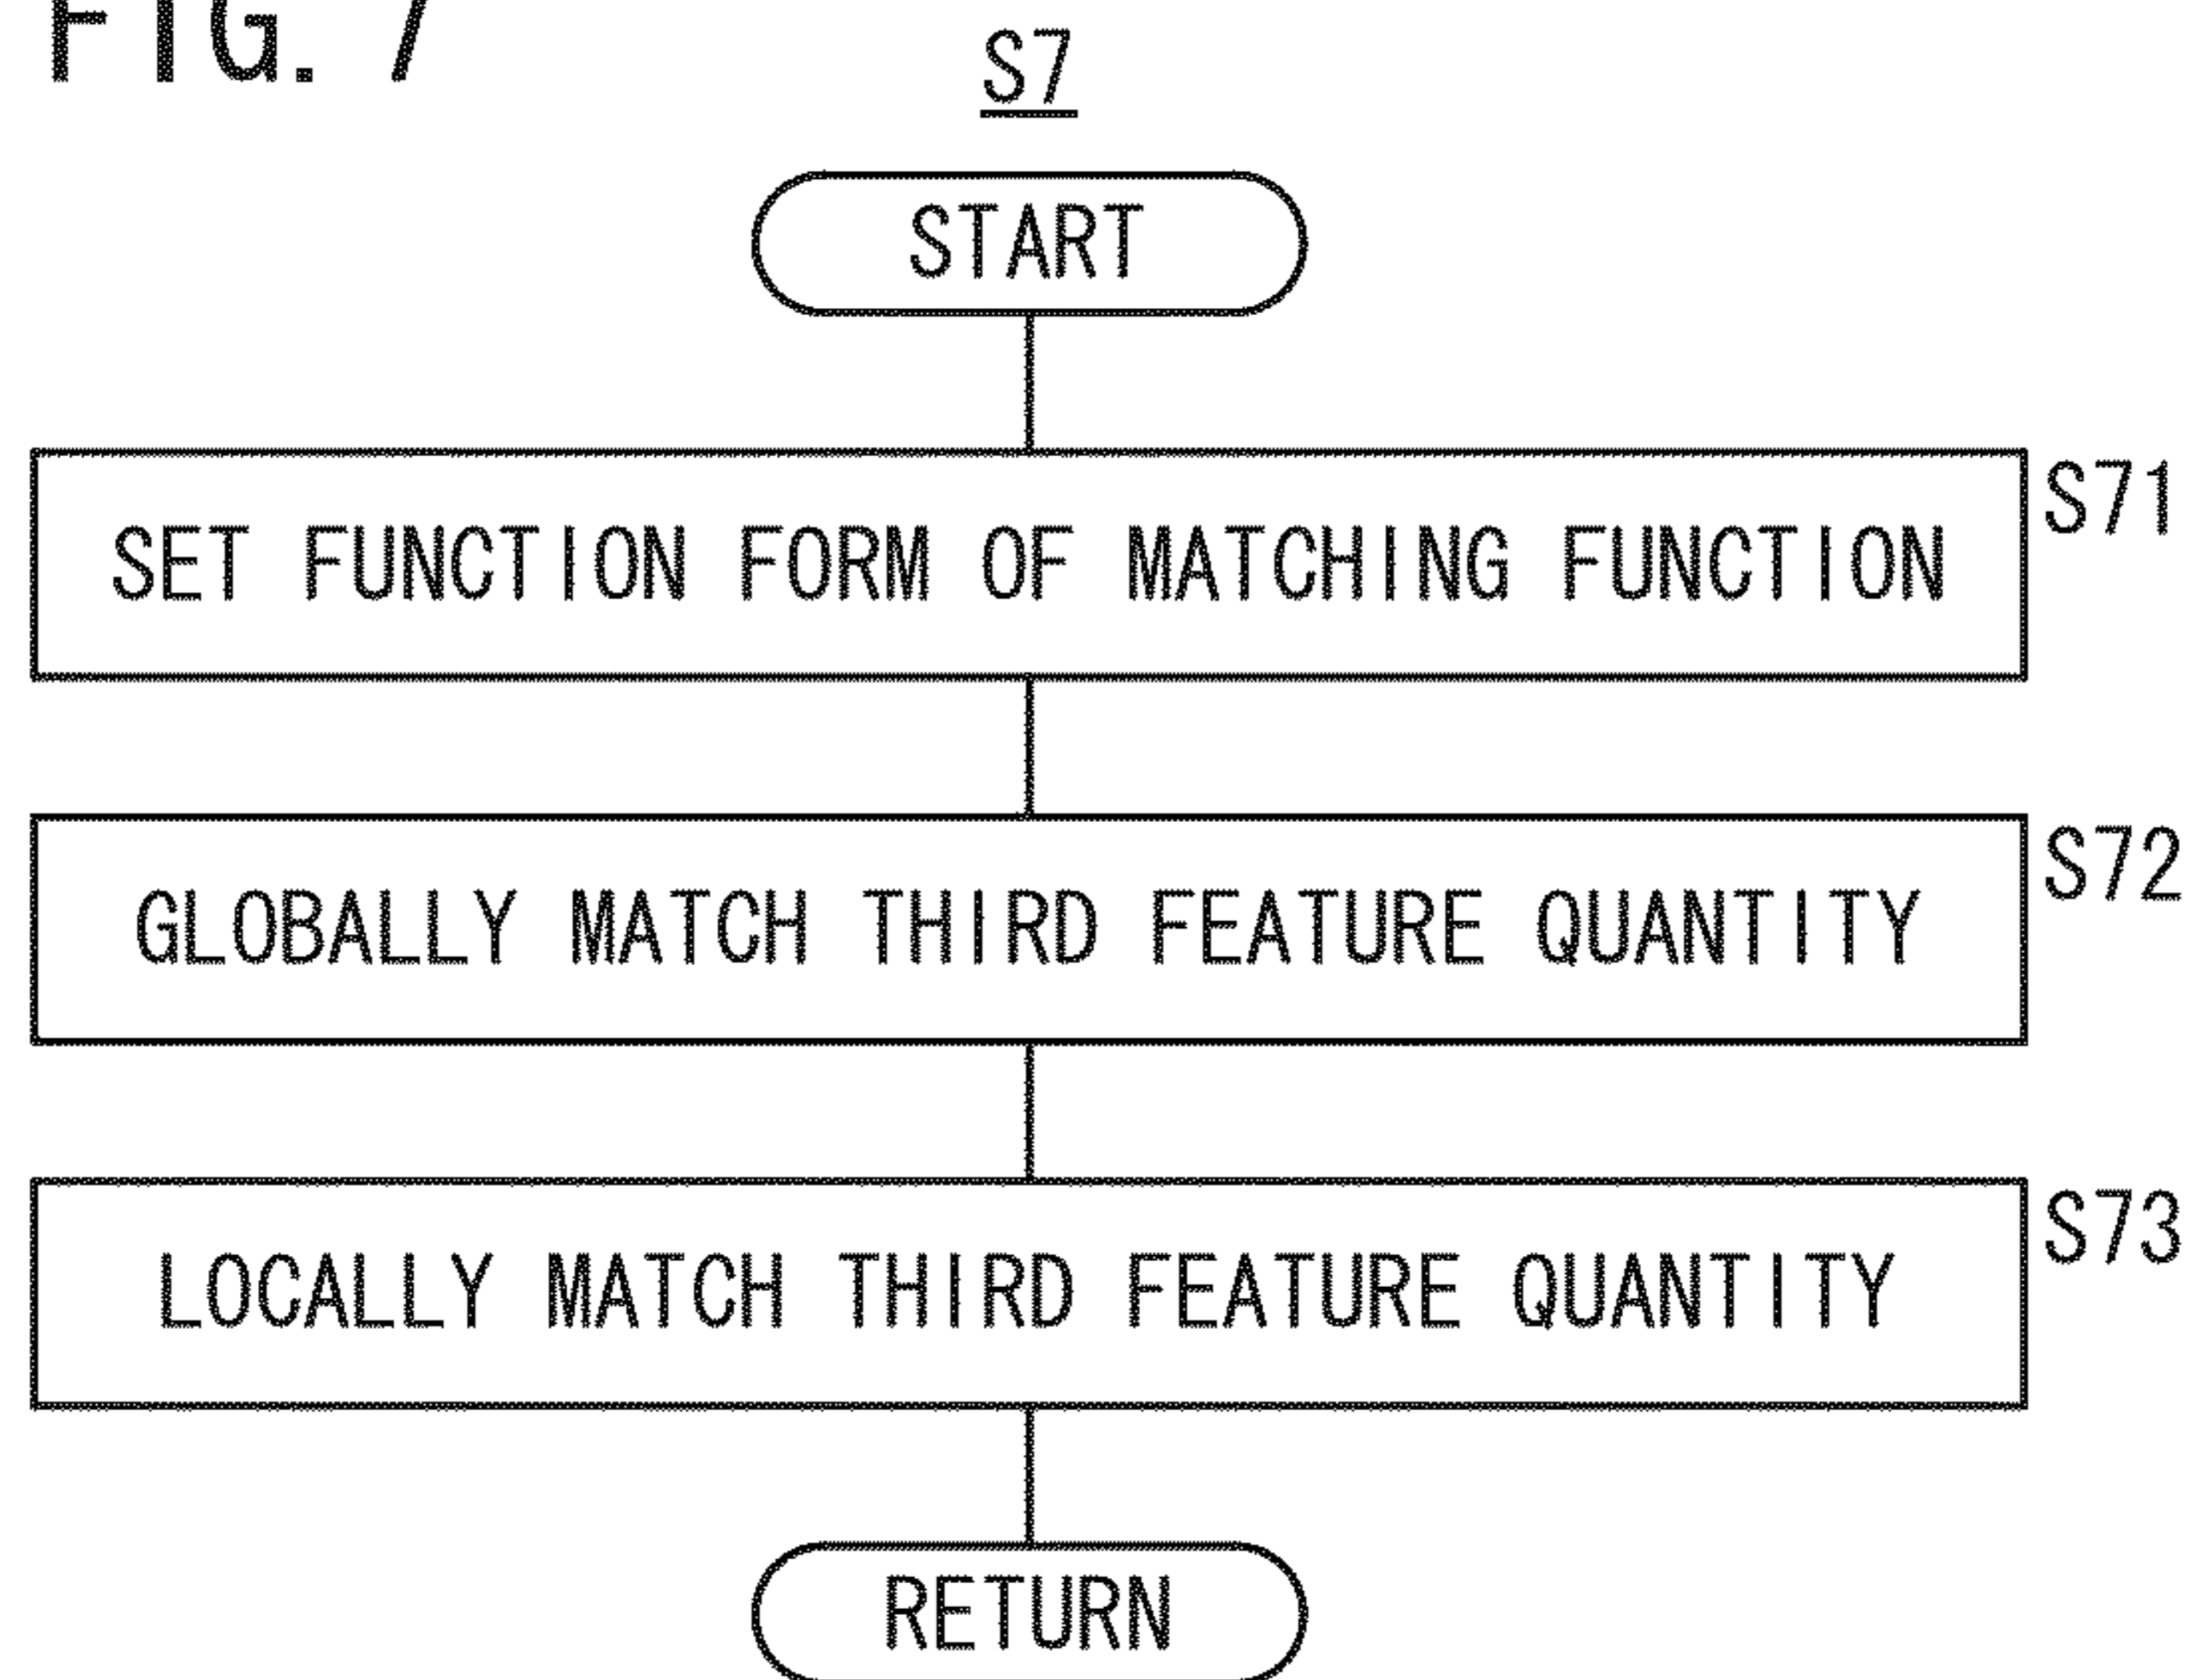 FIG. 7
S7
START
SET FUNCTION FORM OF MATCHING FUNCTION
S71
GLOBALLY MATCH THIRD FEATURE QUANTITY
S72
LOCALLY MATCH THIRD FEATURE QUANTITY
S73
RETURN